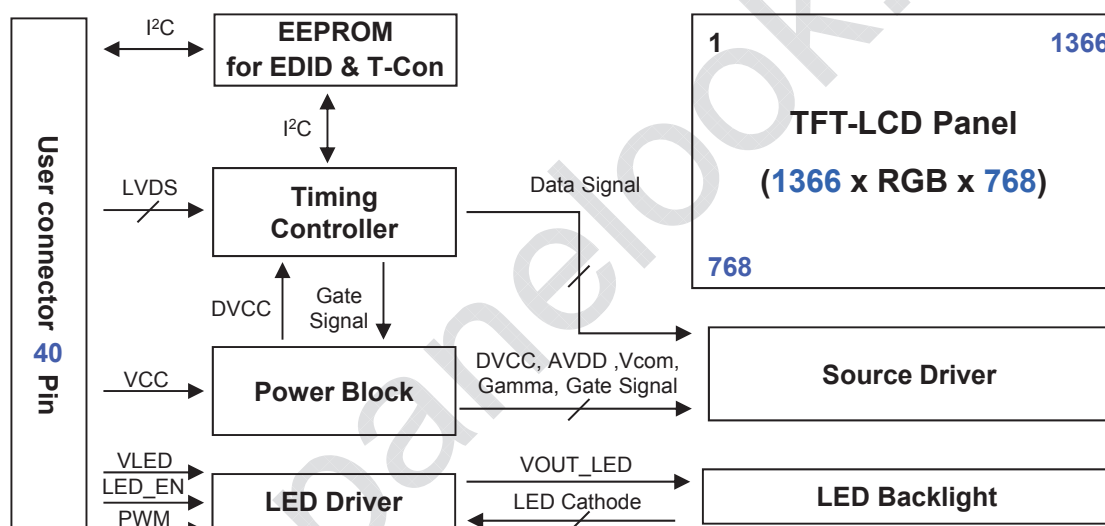 I²C
EEPROM
for EDID & T-Con
1
1366
I²C
TFT-LCD Panel
(1366 x RGB x 768)
User connector 40 Pin
LVDS
Timing
Controller
Data Signal
768
DVCC
Gate
Signal
VCC
Power Block
DVCC, AVDD ,Vcom,
Gamma, Gate Signal
Source Driver
VLED
LED_EN
PWM
LED Driver
VOUT_LED
LED Cathode
LED Backlight
panelook.